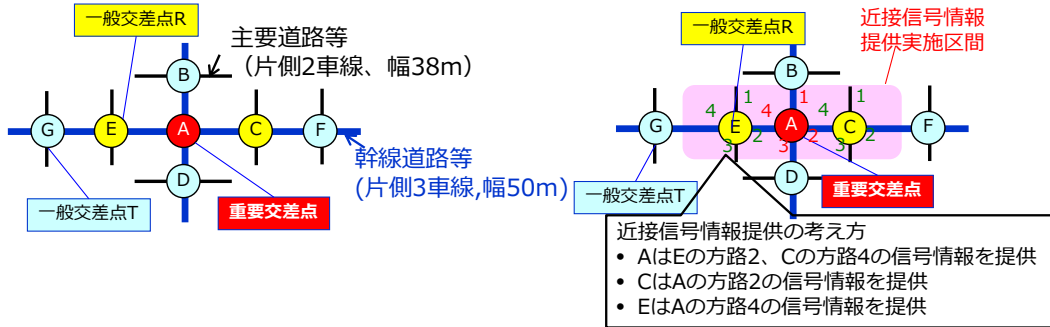 一般交差点R
主要道路等
(片側2車線、幅38m)
B
G
E
A
C
F
D
幹線道路等
(片側3車線,幅50m)
一般交差点T
重要交差点
一般交差点R
近接信号情報
提供実施区間
B
1
1
4
4
4
G
E
A
C
F
2
2
2
3
3
3
D
一般交差点T
重要交差点
近接信号情報提供の考え方
• AはEの方路2、Cの方路4の信号情報を提供
• CはAの方路2の信号情報を提供
• EはAの方路4の信号情報を提供